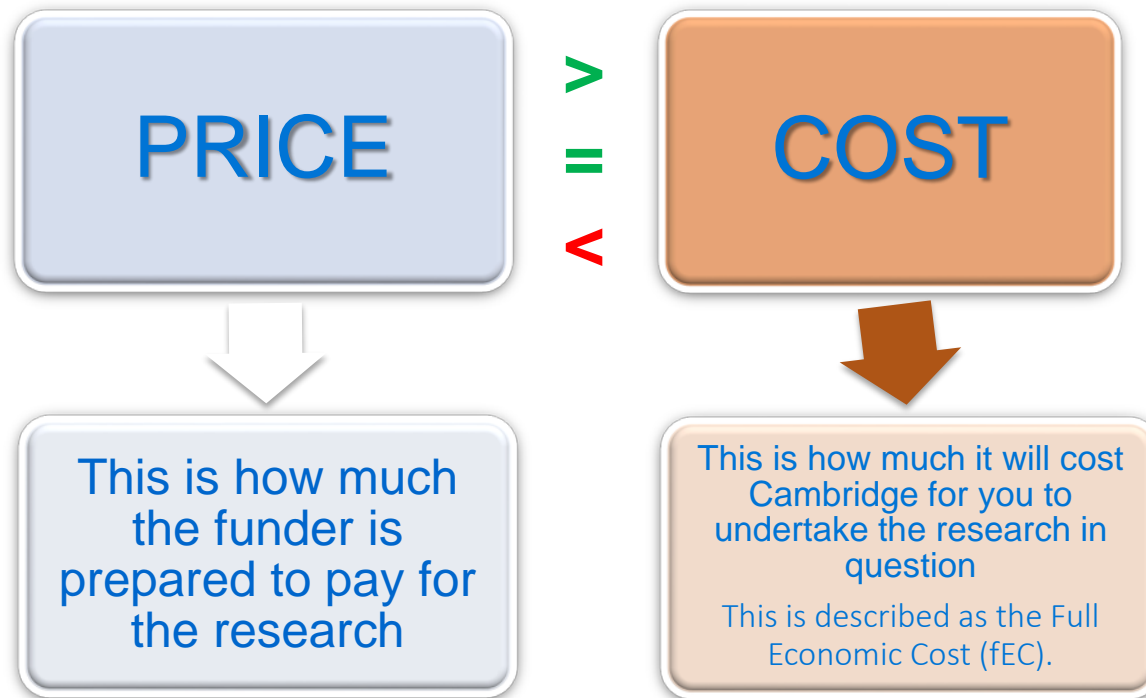 PRICE
>
=
<
COST
This is how much
the funder is
prepared to pay for
the research
This is how much it will cost
Cambridge for you to
undertake the research in
question
This is described as the Full
Economic Cost (fEC).